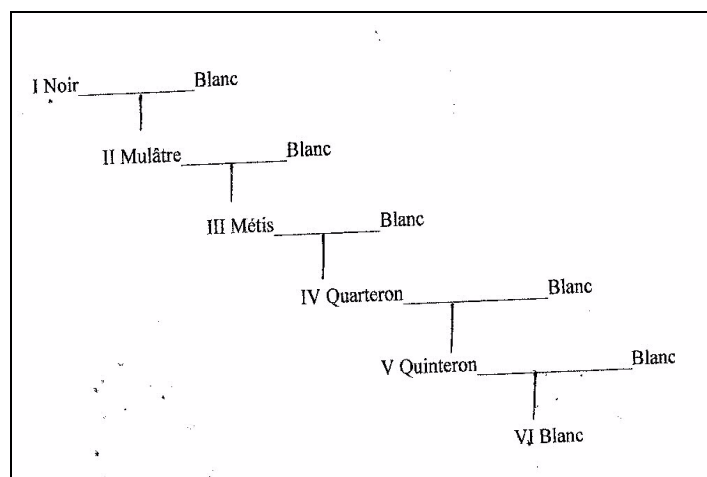 I Noir Blanc
II Mulâtre Blanc
III Métis Blanc
IV Quarteron Blanc
V Quinteron Blanc
VI Blanc